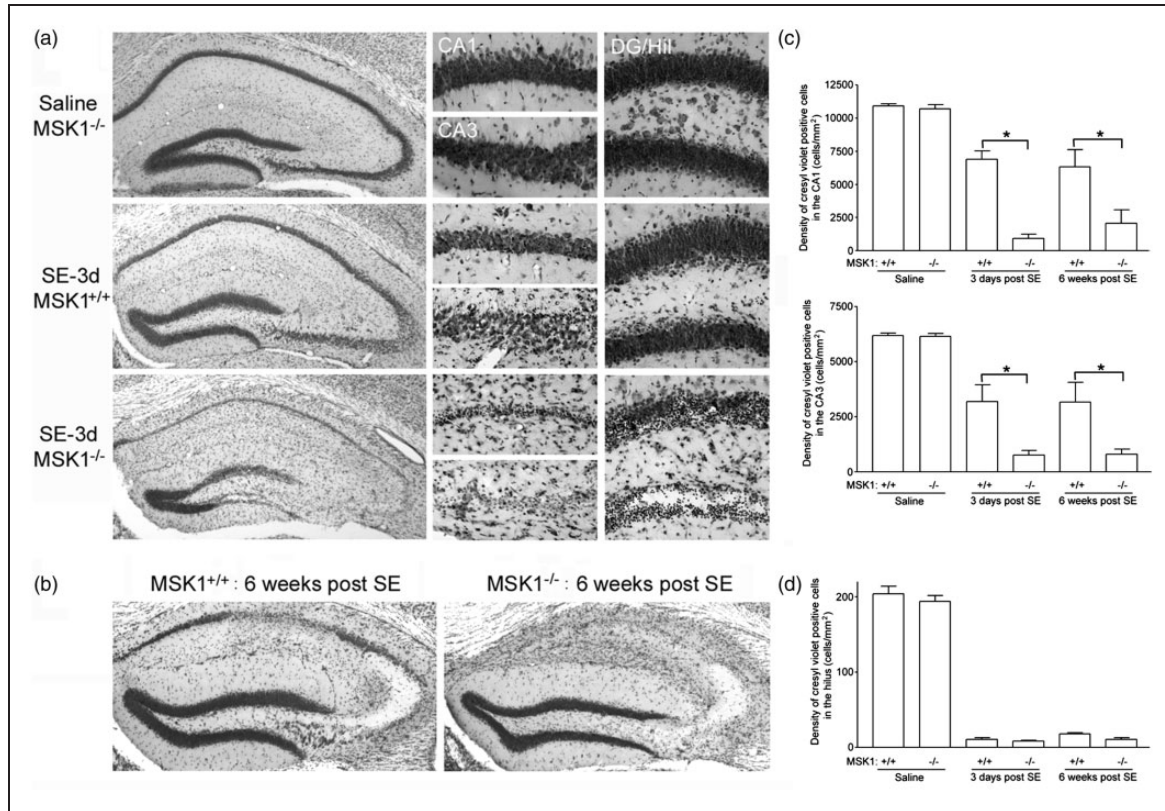 (a)
Saline
MSK1-/-
CA1
DG/Hil
CA3
SE-3d
MSK1+/+
SE-3d
MSK1-/-
(b)
MSK1+/+: 6 weeks post SE
MSK1-/-: 6 weeks post SE
(c)
Density of cresyl violet positive cells
in the CA1 (cells/mm2)
12500
10000
7500
5000
2500
0
* *
MSK1: +/+ -/- +/+ -/- +/+ -/-
Saline 3 days post SE 6 weeks post SE
Density of cresyl violet positive cells
in the CA3 (cells/mm2)
7500
5000
2500
0
* *
MSK1: +/+ -/- +/+ -/- +/+ -/-
Saline 3 days post SE 6 weeks post SE
(d)
Density of cresyl violet positive cells
in the hilus (cells/mm2)
200
100
0
MSK1: +/+ -/- +/+ -/- +/+ -/-
Saline 3 days post SE 6 weeks post SE